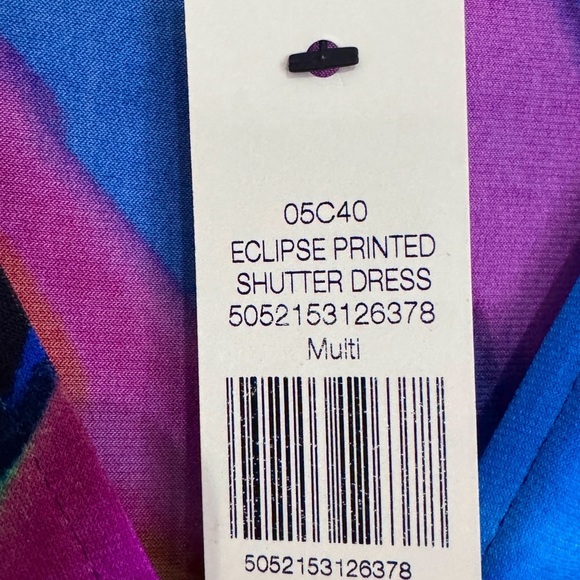 05C40
ECLIPSE PRINTED
SHUTTER DRESS
5052153126378
Multi
5052153126378